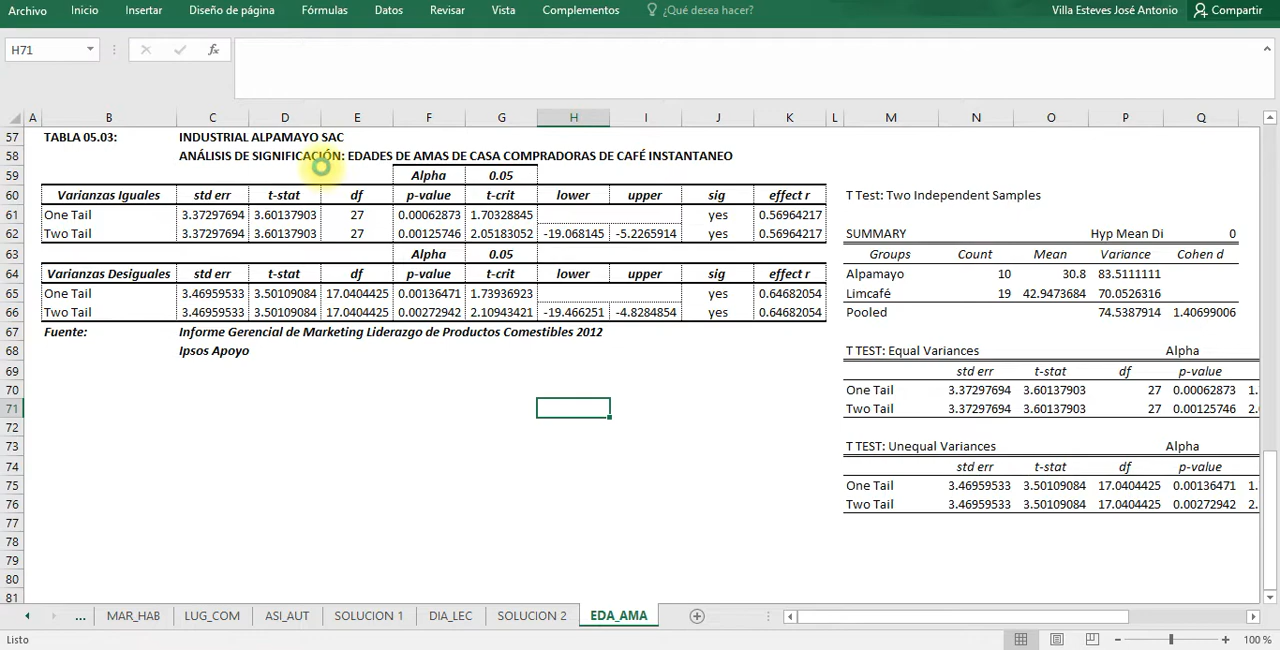 Archivo Inicio Insertar Diseño de página Fórmulas Datos Revisar Vista Complementos ¿Qué desea hacer? Villa Esteves José Antonio Compartir
H71 fx
A B C D E F G H I J K L M N O P Q
57 TABLA 05.03: INDUSTRIAL ALPAMAYO SAC
58 ANÁLISIS DE SIGNIFICACIÓN: EDADES DE AMAS DE CASA COMPRADORAS DE CAFÉ INSTANTANEO
59 Alpha 0.05
60 Varianzas Iguales std err t-stat df p-value t-crit lower upper sig effect r T Test: Two Independent Samples
61 One Tail 3.37297694 3.60137903 27 0.00062873 1.70328845 yes 0.56964217
62 Two Tail 3.37297694 3.60137903 27 0.00125746 2.05183052 -19.068145 -5.2265914 yes 0.56964217 SUMMARY Hyp Mean Di 0
63 Alpha 0.05 Groups Count Mean Variance Cohen d
64 Varianzas Desiguales std err t-stat df p-value t-crit lower upper sig effect r Alpamayo 10 30.8 83.5111111
65 One Tail 3.46959533 3.50109084 17.0404425 0.00136471 1.73936923 yes 0.64682054 Limcafé 19 42.9473684 70.0526316
66 Two Tail 3.46959533 3.50109084 17.0404425 0.00272942 2.10943421 -19.466251 -4.8284854 yes 0.64682054 Pooled 74.5387914 1.40699006
67 Fuente: Informe Gerencial de Marketing Liderazgo de Productos Comestibles 2012
68 Ipsos Apoyo T TEST: Equal Variances Alpha
69 std err t-stat df p-value
70 One Tail 3.37297694 3.60137903 27 0.00062873 1.
71 Two Tail 3.37297694 3.60137903 27 0.00125746 2.
72
73 T TEST: Unequal Variances Alpha
74 std err t-stat df p-value
75 One Tail 3.46959533 3.50109084 17.0404425 0.00136471 1.
76 Two Tail 3.46959533 3.50109084 17.0404425 0.00272942 2.
77
78
79
80
81
... MAR_HAB LUG_COM ASI_AUT SOLUCION 1 DIA_LEC SOLUCION 2 EDA_AMA
Listo 100 %